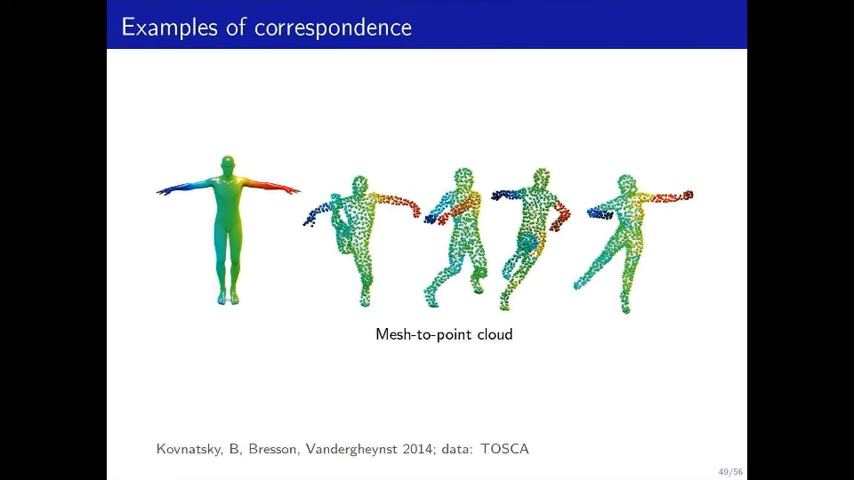 Examples of correspondence
Mesh-to-point cloud
Kovnatsky, B, Bresson, Vandergheynst 2014; data: TOSCA
49/56